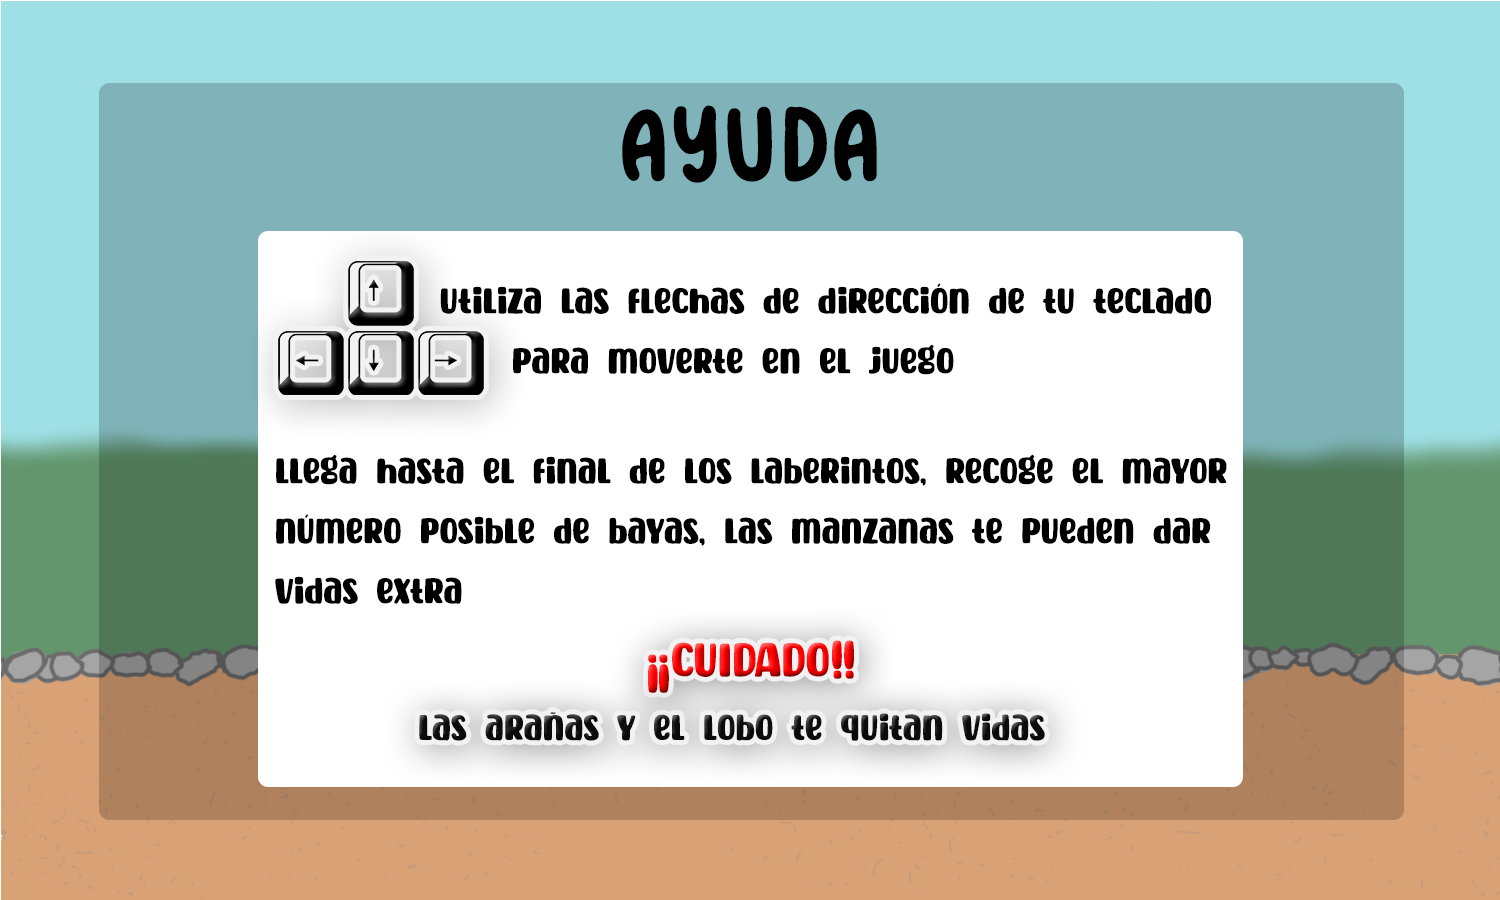 AYUDA
↑ Utiliza las flechas de dirección de tu teclado
← ↓ → para moverte en el juego
Llega hasta el final de los laberintos, recoge el mayor
número posible de bayas, las manzanas te pueden dar
vidas extra
¡¡CUIDADO!!
Las arañas y el lobo te quitan vidas